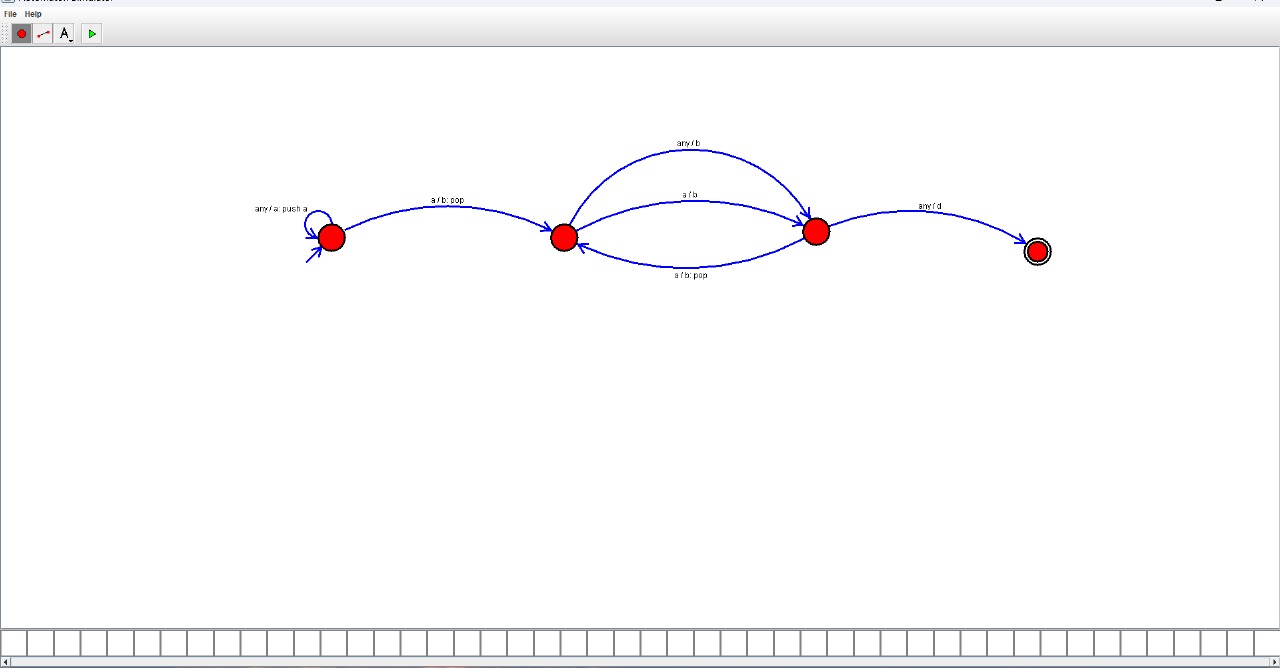 File Help
A
any / b
a / b
any / a: push a
a / b: pop
any / d
a / b: pop